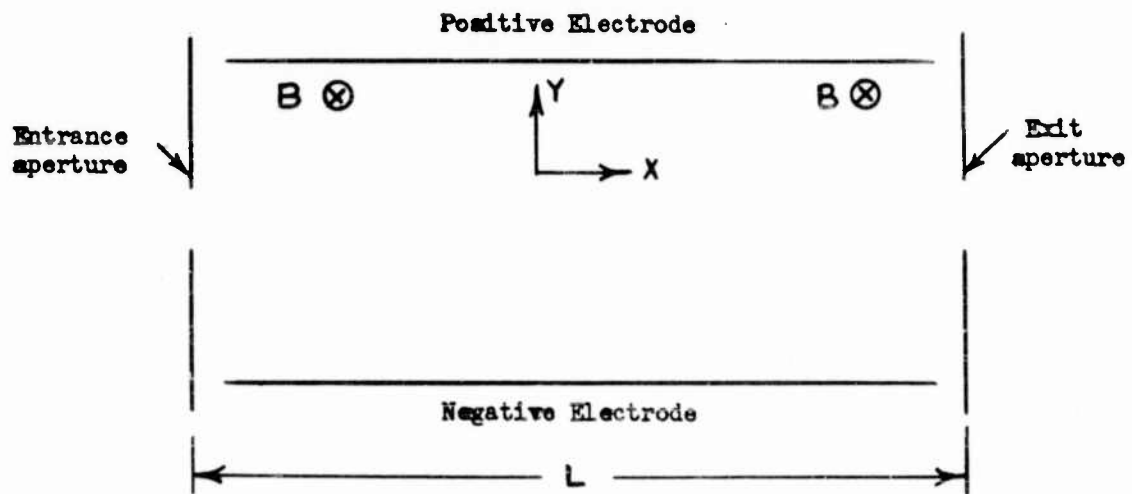 Positive Electrode
B ⊗
B ⊗
Y
Entrance
aperture
Exit
aperture
X
Negative Electrode
L